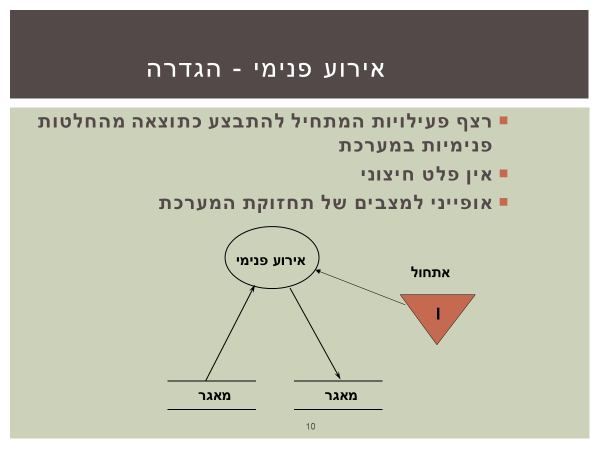 אירוע פנימי - הגדרה
רצף פעילויות המתחיל להתבצע כתוצאה מהחלטות
פנימיות במערכת
אין פלט חיצוני
אופייני למצבים של תחזוקת המערכת
אירוע פנימי
אתחול
I
מאגר
מאגר
10